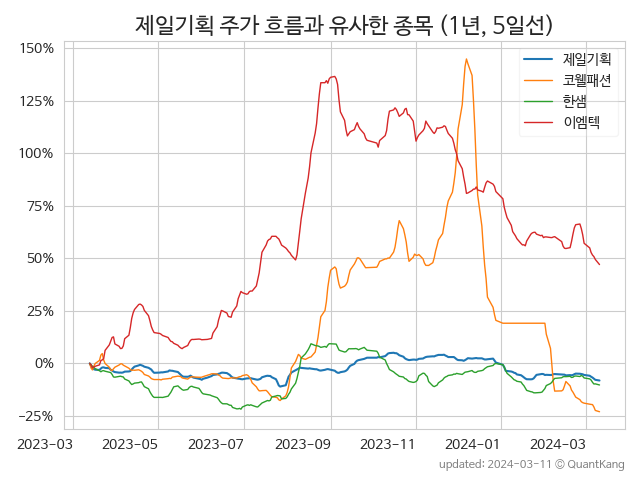 제일기획 주가 흐름과 유사한 종목 (1년, 5일선)
150%
125%
100%
75%
50%
25%
0%
−25%
제일기획
코웰패션
한샘
이엠텍
2023-03
2023-05
2023-07
2023-09
2023-11
2024-01
2024-03
updated: 2024-03-11 © QuantKang